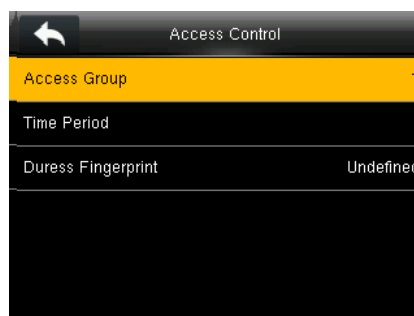 Access Control
Access Group
Time Period
Duress Fingerprint Undefined